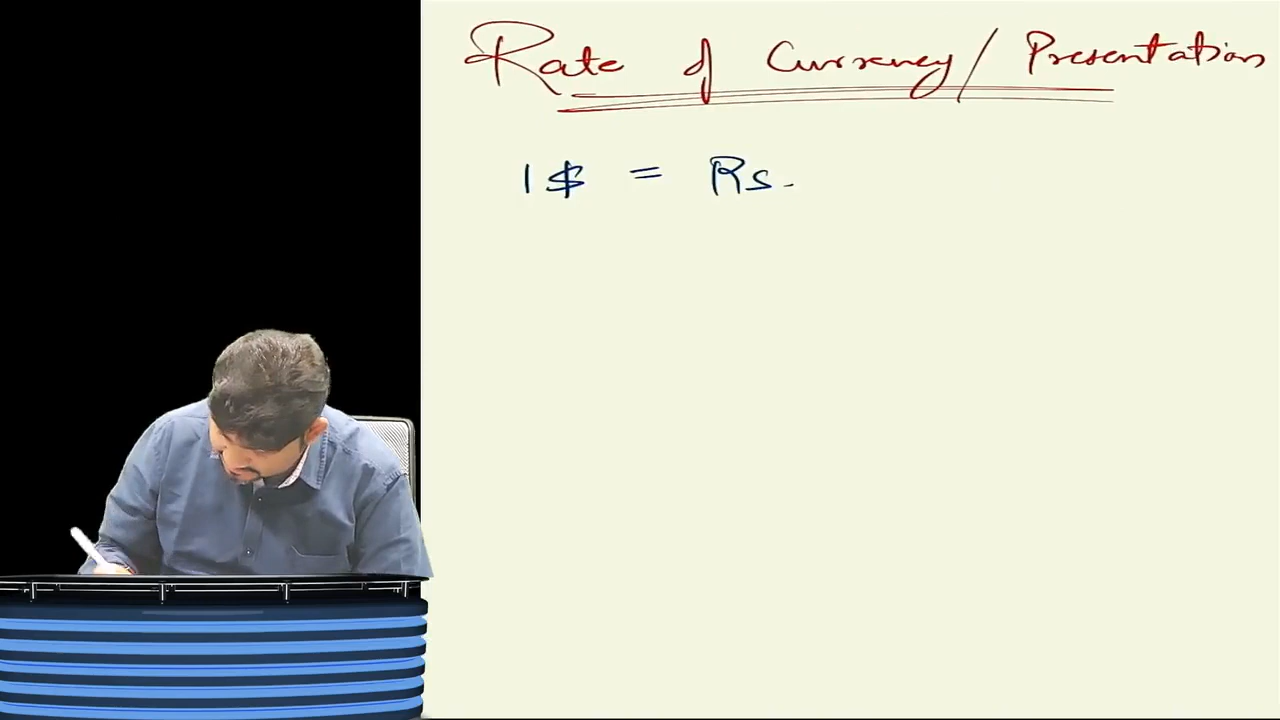 Rate of Currency / Presentation
1$ = Rs.